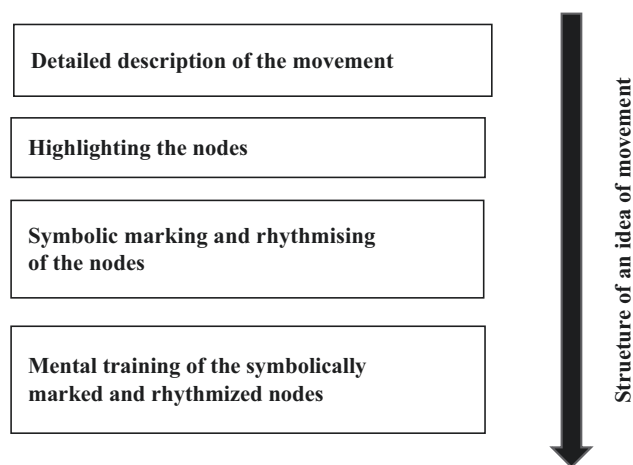 Detailed description of the movement
Highlighting the nodes
Symbolic marking and rhythmising
of the nodes
Mental training of the symbolically
marked and rhythmized nodes
Strueture of an idea of movement